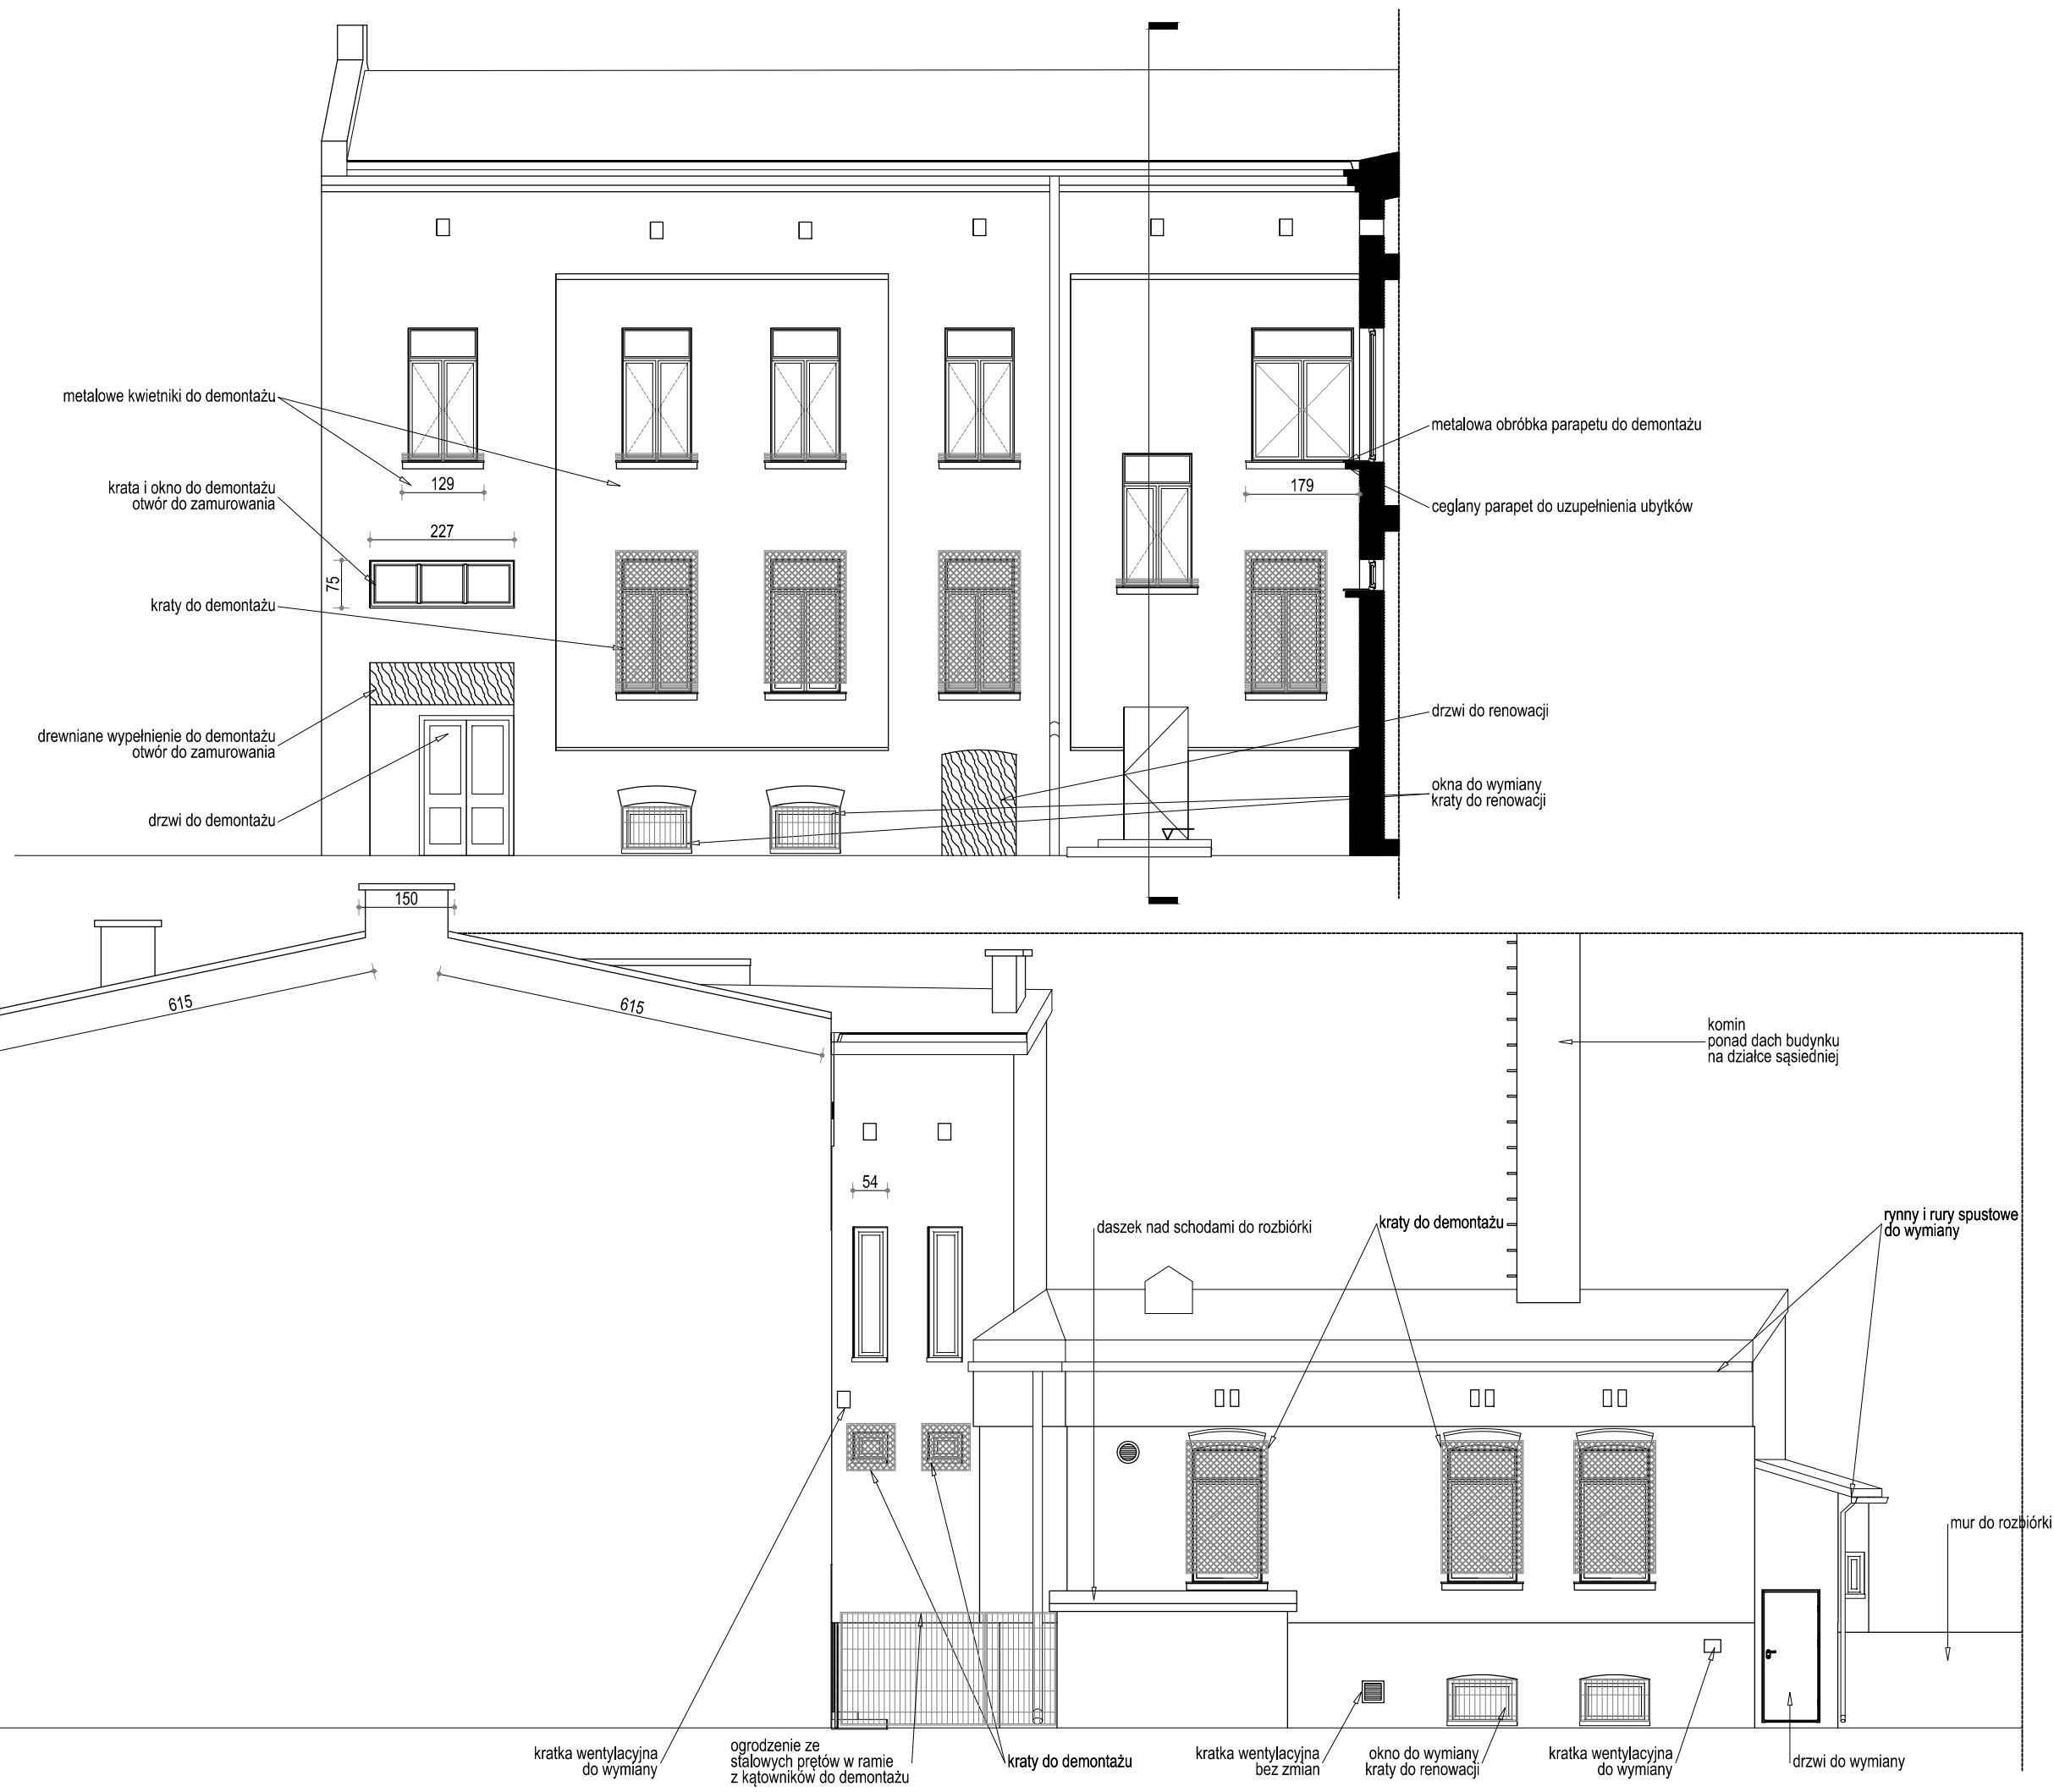 metalowe kwietniki do demontażu
metalowa obróbka parapetu do demontażu
krata i okno do demontażu
otwór do zamurowania
129
179
ceglany parapet do uzupełnienia ubytków
227
75
kraty do demontażu
drzwi do renowacji
drewniane wypełnienie do demontażu
otwór do zamurowania
okna do wymiany
kraty do renowacji
drzwi do demontażu
150
615
615
komin
ponad dach budynku
na działce sąsiedniej
54
daszek nad schodami do rozbiórki
kraty do demontażu
rynny i rury spustowe
do wymiany
mur do rozbiórki
kratka wentylacyjna
do wymiany
ogrodzenie ze
stalowych prętów w ramie
z kątowników do demontażu
kraty do demontażu
kratka wentylacyjna
bez zmian
okno do wymiany
kraty do renowacji
kratka wentylacyjna
do wymiany
drzwi do wymiany